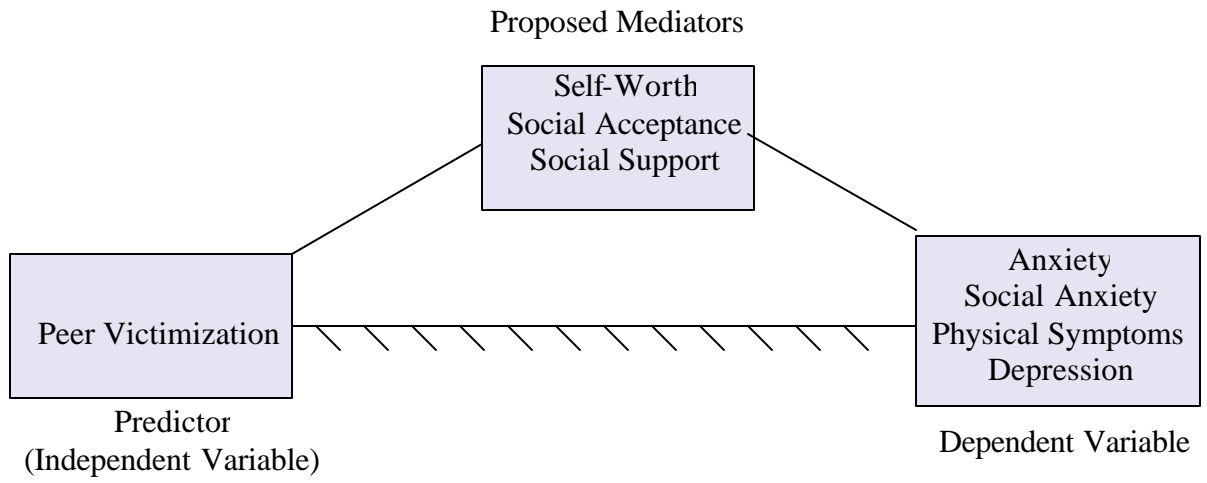 Proposed Mediators
Self-Worth
Social Acceptance
Social Support
Peer Victimization
Predictor
(Independent Variable)
Anxiety
Social Anxiety
Physical Symptoms
Depression
Dependent Variable